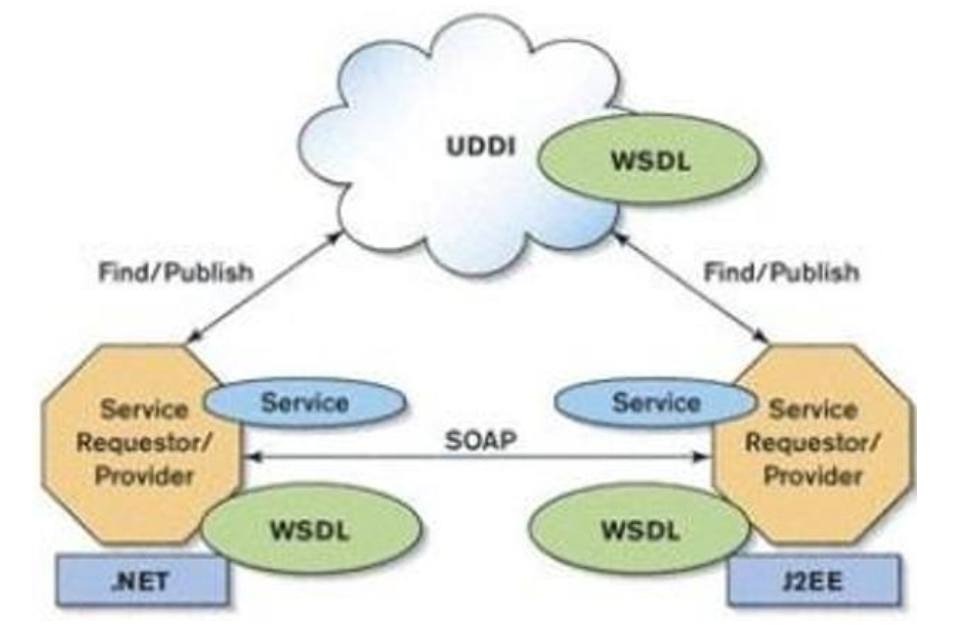 UDDI
WSDL
Find/Publish
Find/Publish
Service
Requestor/
Provider
Service
Service
Service
Requestor/
Provider
SOAP
WSDL
WSDL
.NET
J2EE